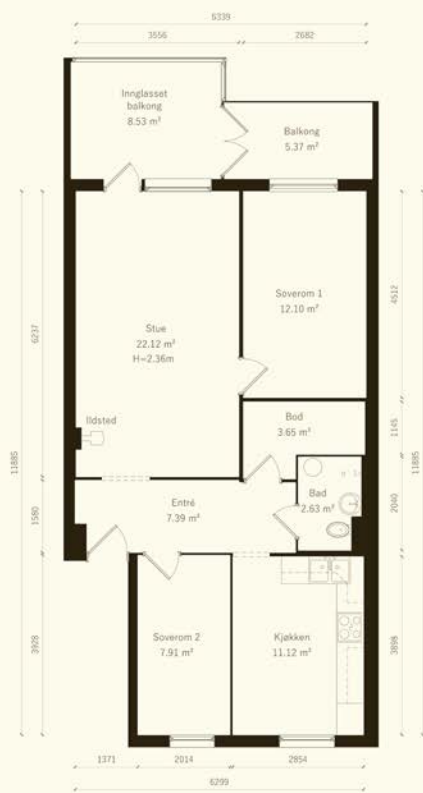 6339
3556
2682
Innglasset
balkong
8.53 m²
Balkong
5.37 m²
Soverom 1
12.10 m²
Stue
22.12 m²
H=2.36m
Ildsted
Bod
3.65 m²
Bad
2.63 m²
Entré
7.39 m²
Soverom 2
7.91 m²
Kjøkken
11.12 m²
11885
6237
1580
3928
4512
1145
2040
3898
11885
1371
2014
2854
6299